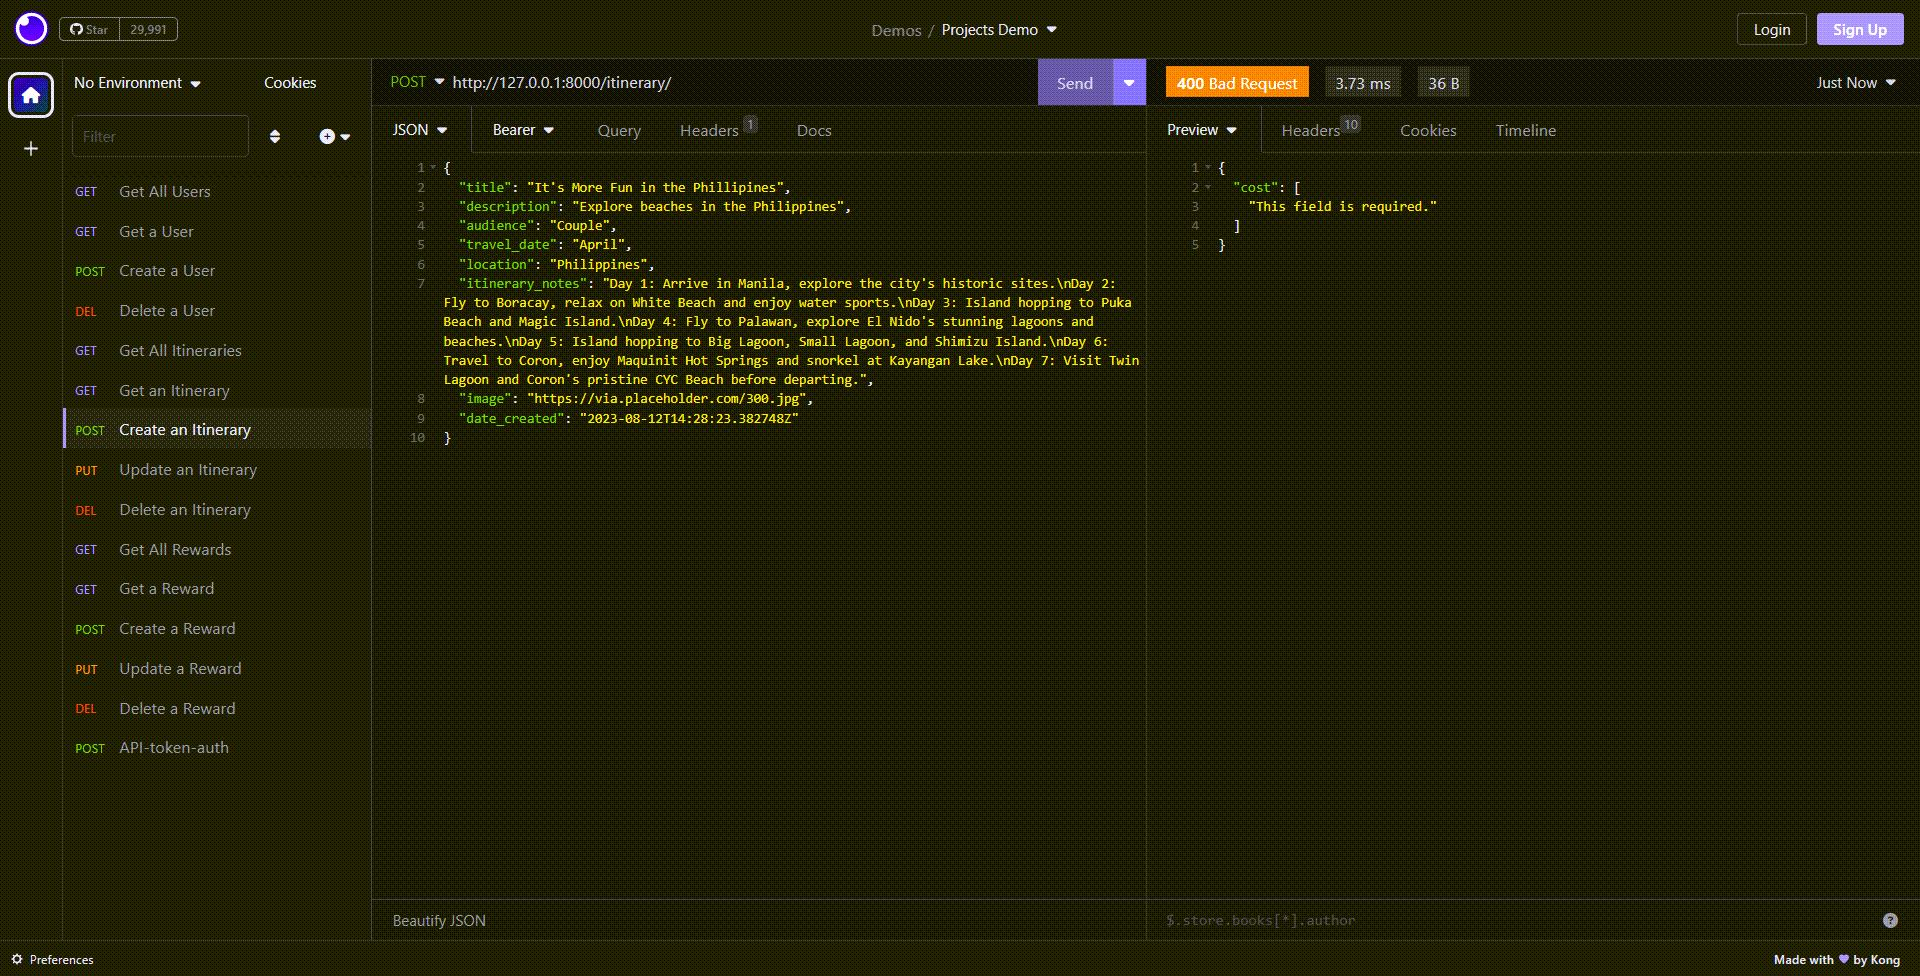 Star 29,991
Demos / Projects Demo
Login
Sign Up
No Environment
Cookies
Filter
GET Get All Users
GET Get a User
POST Create a User
DEL Delete a User
GET Get All Itineraries
GET Get an Itinerary
POST Create an Itinerary
PUT Update an Itinerary
DEL Delete an Itinerary
GET Get All Rewards
GET Get a Reward
POST Create a Reward
PUT Update a Reward
DEL Delete a Reward
POST API-token-auth
POST http://127.0.0.1:8000/itinerary/
Send
JSON Bearer Query Headers 1 Docs
1 {
2 "title": "It's More Fun in the Phillipines",
3 "description": "Explore beaches in the Philippines",
4 "audience": "Couple",
5 "travel_date": "April",
6 "location": "Philippines",
7 "itinerary_notes": "Day 1: Arrive in Manila, explore the city's historic sites.\nDay 2:
Fly to Boracay, relax on White Beach and enjoy water sports.\nDay 3: Island hopping to Puka
Beach and Magic Island.\nDay 4: Fly to Palawan, explore El Nido's stunning lagoons and
beaches.\nDay 5: Island hopping to Big Lagoon, Small Lagoon, and Shimizu Island.\nDay 6:
Travel to Coron, enjoy Maquinit Hot Springs and snorkel at Kayangan Lake.\nDay 7: Visit Twin
Lagoon and Coron's pristine CYC Beach before departing.",
8 "image": "https://via.placeholder.com/300.jpg",
9 "date_created": "2023-08-12T14:28:23.382748Z"
10 }
Beautify JSON
400 Bad Request 3.73 ms 36 B Just Now
Preview Headers 10 Cookies Timeline
1 {
2 "cost": [
3 "This field is required."
4 ]
5 }
$.store.books[*].author
?
Preferences
Made with ♥ by Kong